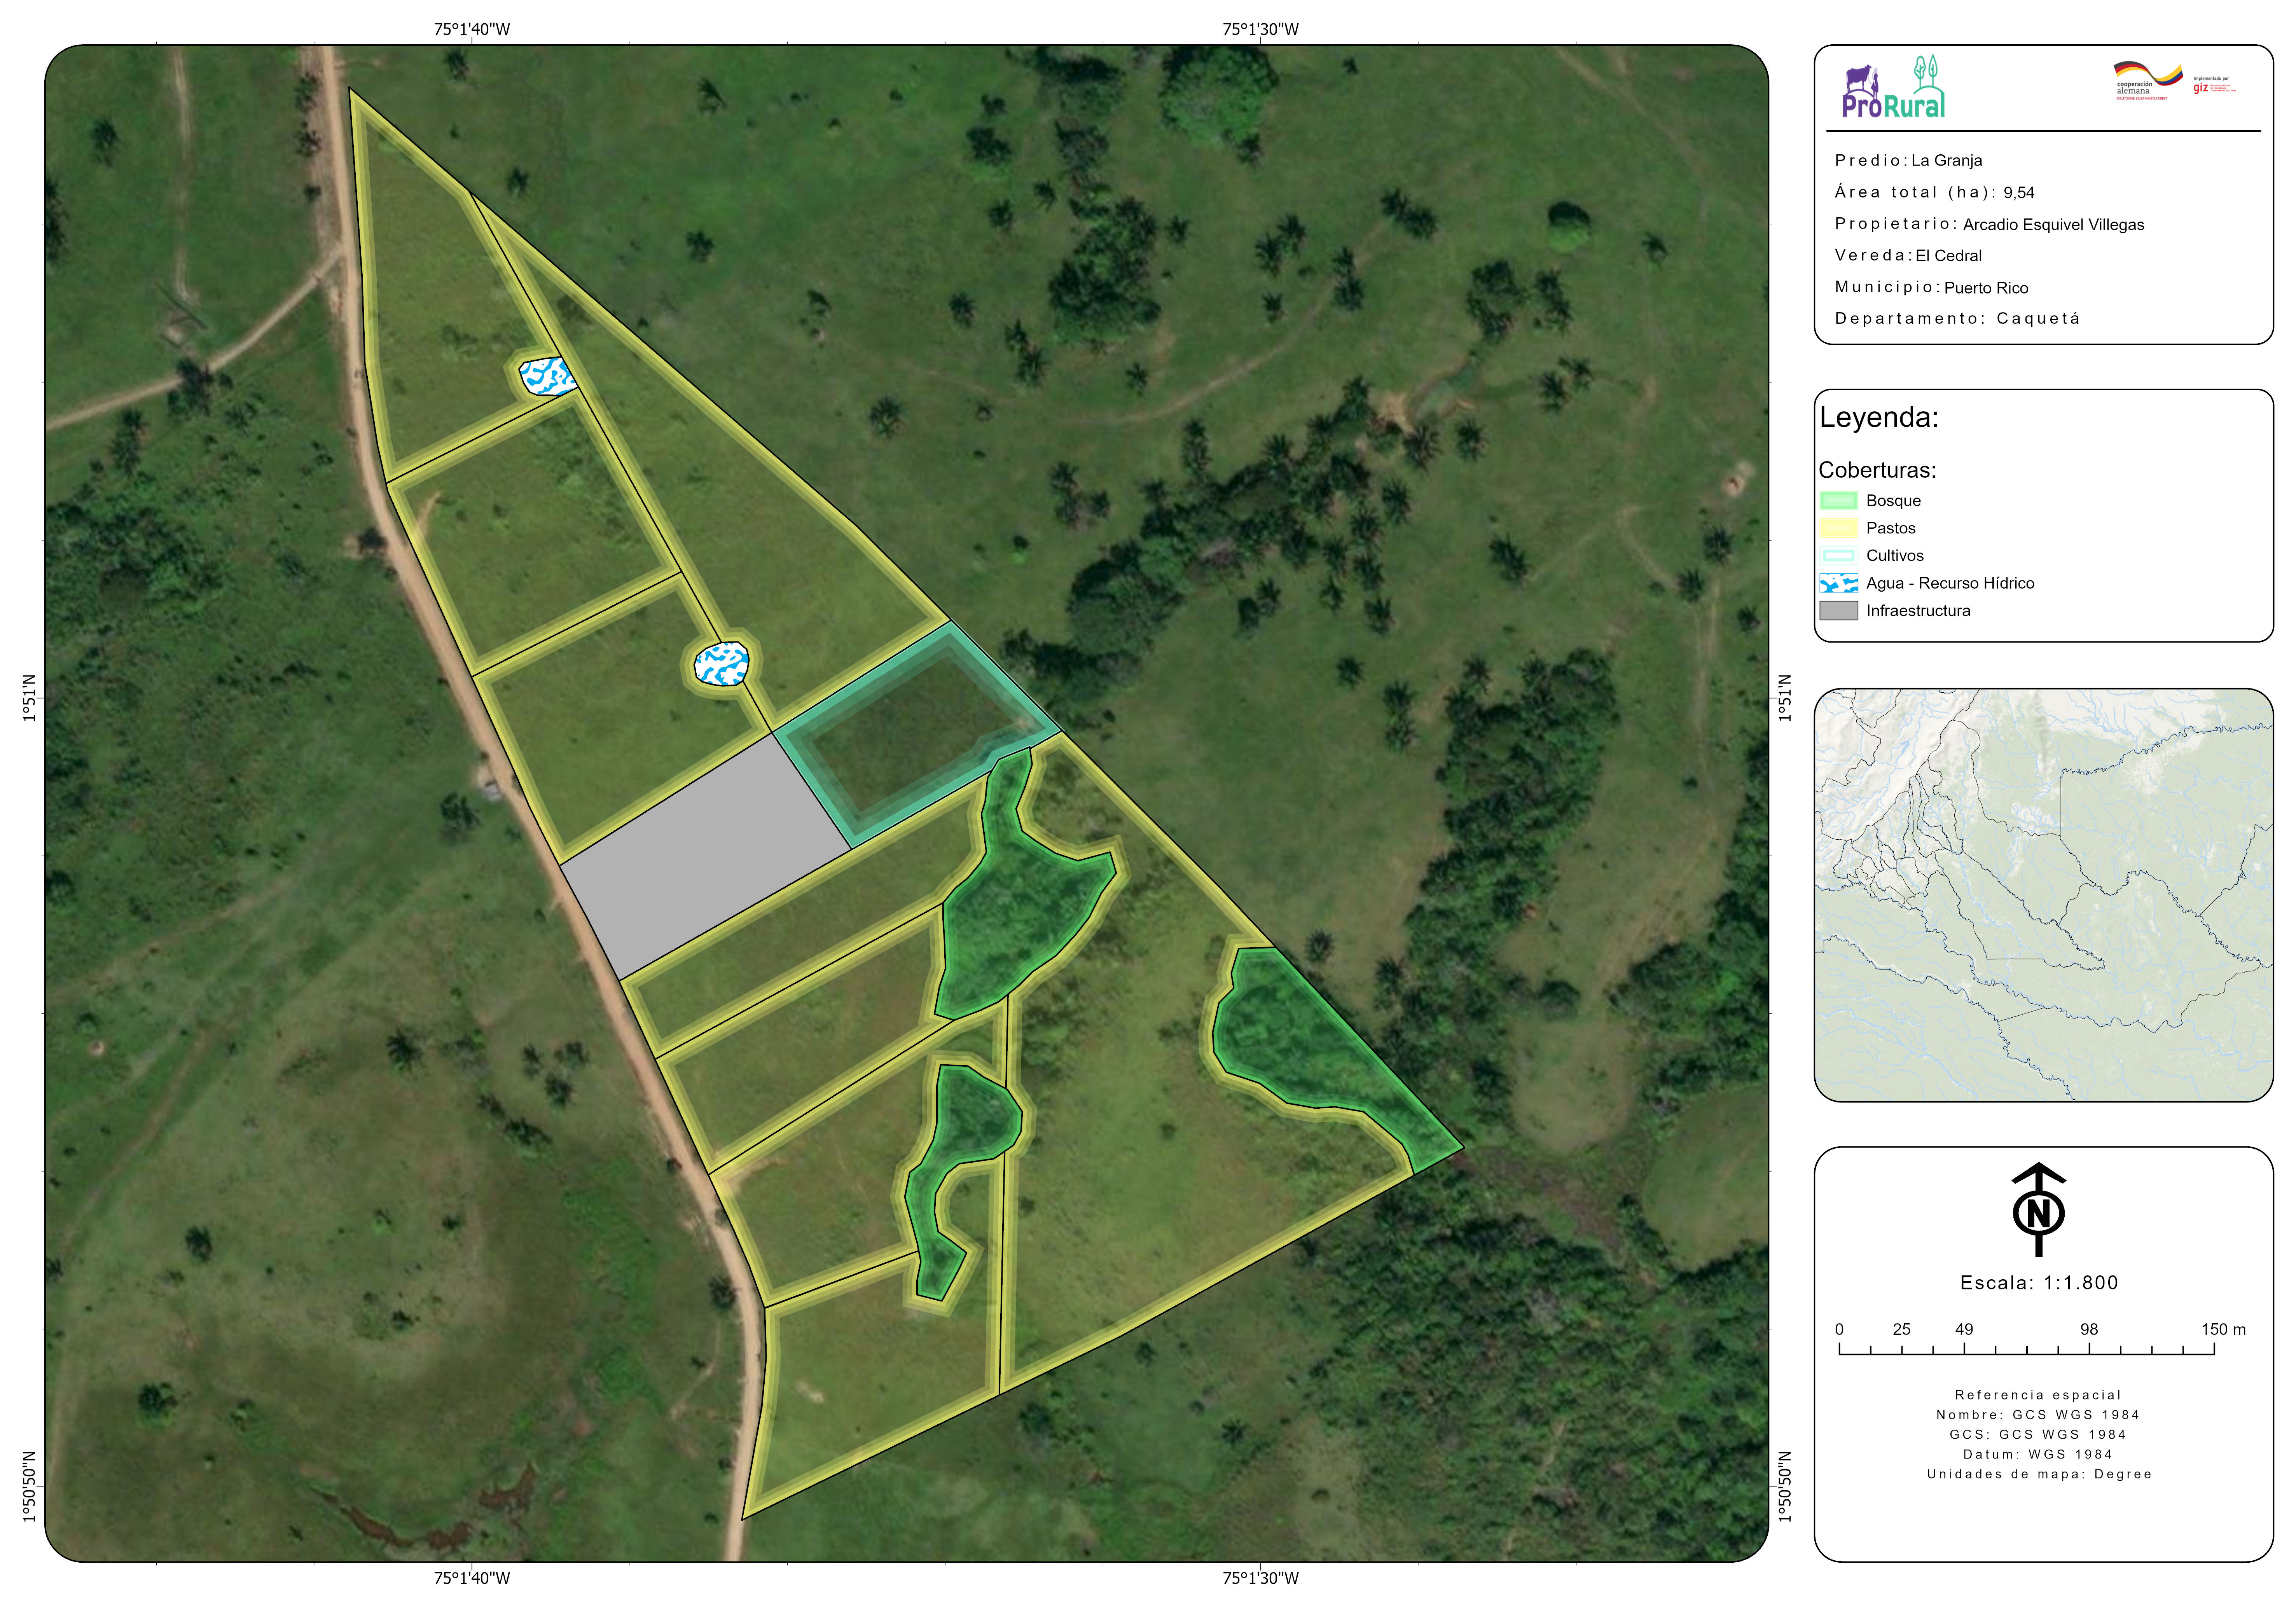 75°1'40"W
75°1'30"W
1°51'N
1°51'N
1°50'50"N
1°50'50"N
75°1'40"W
75°1'30"W
ProRural
cooperación
alemana
DEUTSCHE ZUSAMMENARBEIT
Implementada por
giz
Predio: La Granja
Área total (ha): 9,54
Propietario: Arcadio Esquivel Villegas
Vereda: El Cedral
Municipio: Puerto Rico
Departamento: Caquetá
Leyenda:
Coberturas:
Bosque
Pastos
Cultivos
Agua - Recurso Hídrico
Infraestructura
N
Escala: 1:1.800
0 25 49 98 150 m
Referencia espacial
Nombre: GCS WGS 1984
GCS: GCS WGS 1984
Datum: WGS 1984
Unidades de mapa: Degree